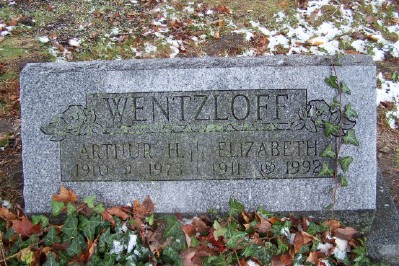 WENTZLOFF
ARTHUR H. ELIZABETH
1910 1973 1911 1992